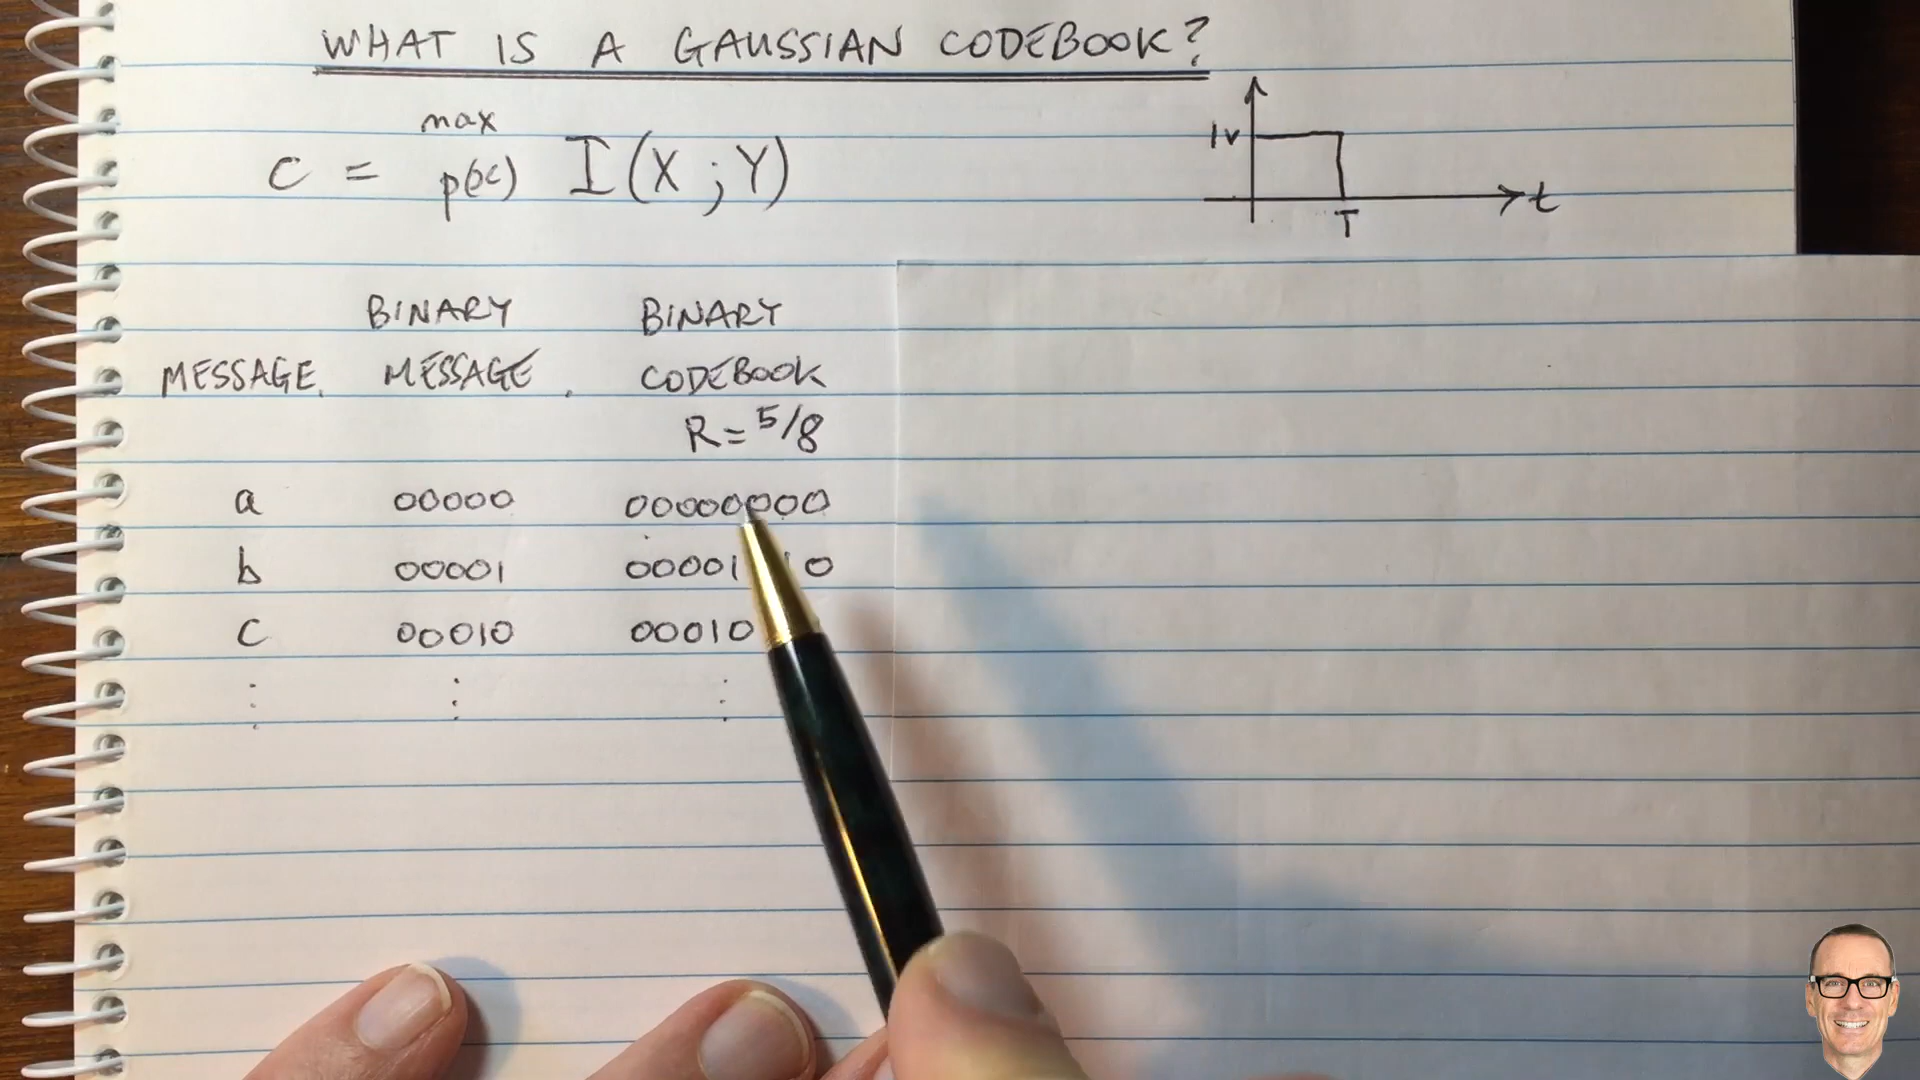 WHAT IS A GAUSSIAN CODEBOOK?
max
C = p(x) I(X;Y)
1v
t
T
BINARY BINARY
MESSAGE MESSAGE CODEBOOK
R = 5/8
a 00000 00000000
b 00001 00001 10
c 00010 00010